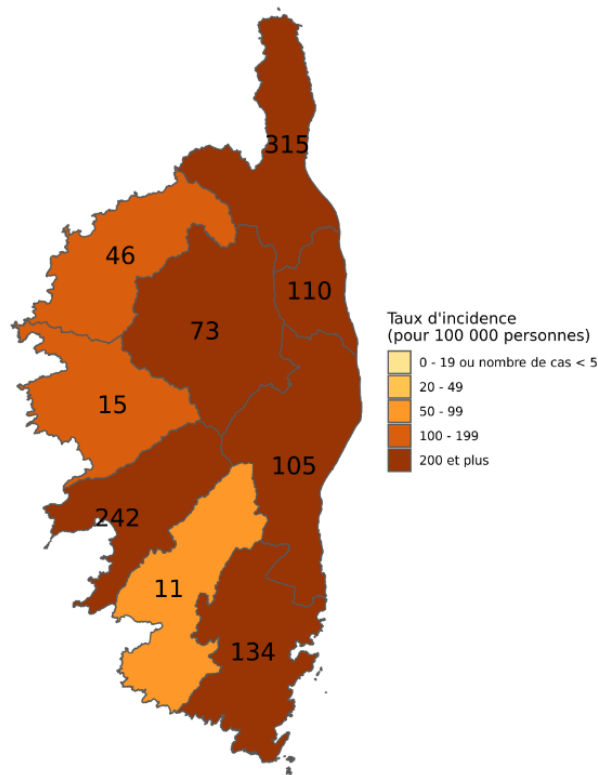 315
46
110
73
Taux d'incidence
(pour 100 000 personnes)
0 - 19 ou nombre de cas < 5
20 - 49
50 - 99
100 - 199
200 et plus
15
105
242
11
134